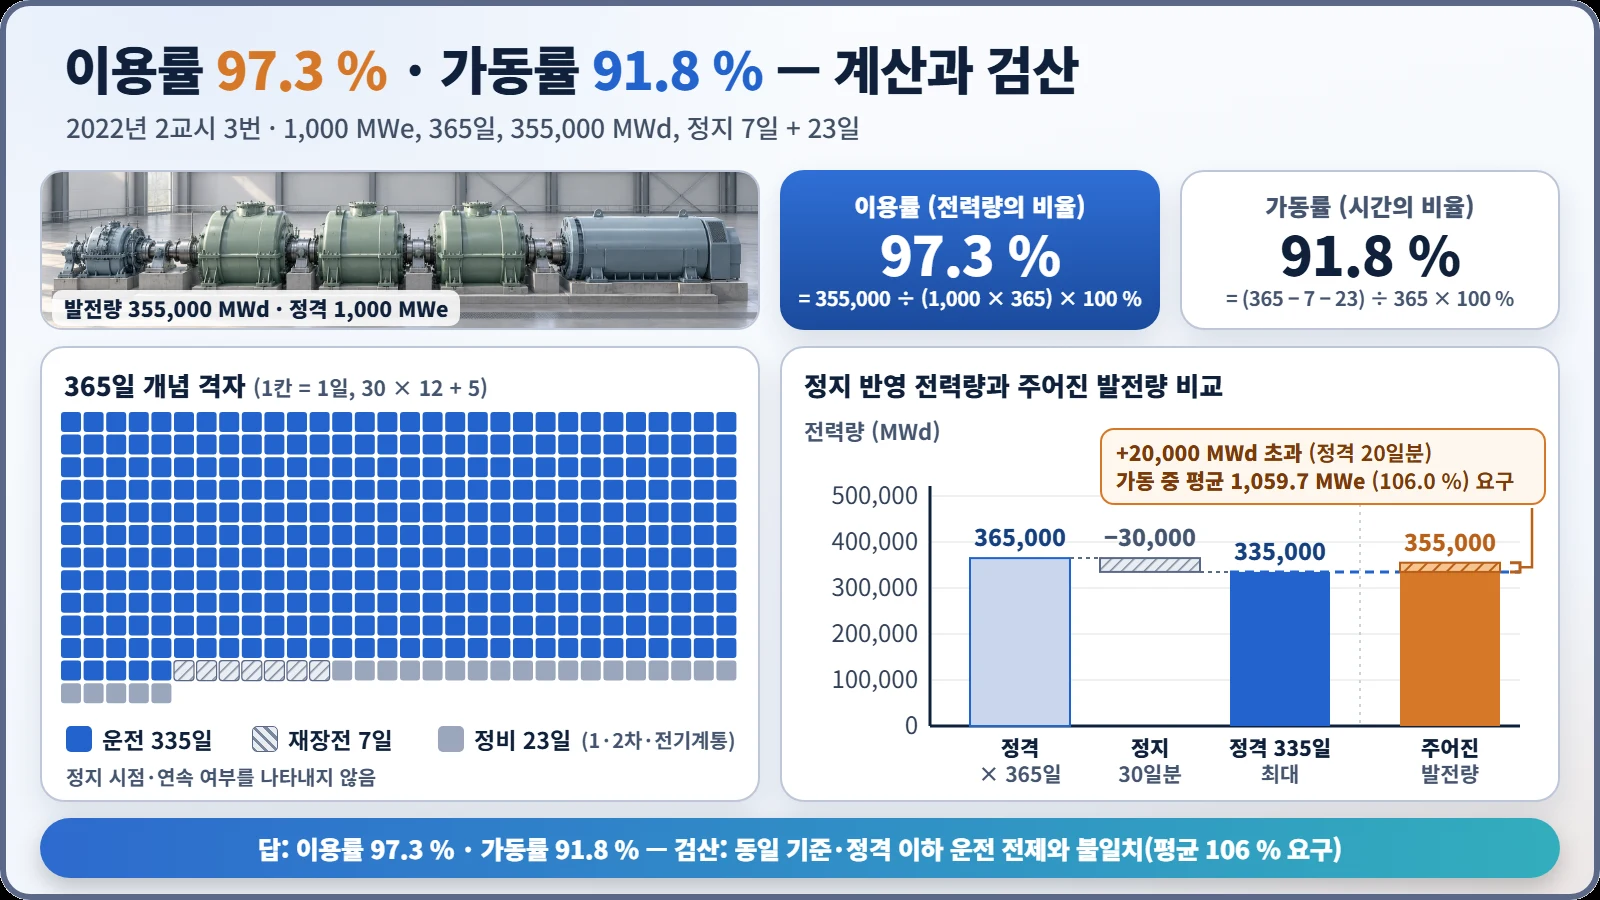 이용률 97.3 % · 가동률 91.8 % — 계산과 검산
2022년 2교시 3번 · 1,000 MWe, 365일, 355,000 MWd, 정지 7일 + 23일
발전량 355,000 MWd · 정격 1,000 MWe
이용률 (전력량의 비율)
97.3 %
= 355,000 ÷ (1,000 × 365) × 100 %
가동률 (시간의 비율)
91.8 %
= (365 − 7 − 23) ÷ 365 × 100 %
365일 개념 격자 (1칸 = 1일, 30 × 12 + 5)
운전 335일
재장전 7일
정비 23일 (1·2차·전기계통)
정지 시점·연속 여부를 나타내지 않음
정지 반영 전력량과 주어진 발전량 비교
전력량 (MWd)
+20,000 MWd 초과 (정격 20일분)
가동 중 평균 1,059.7 MWe (106.0 %) 요구
500,000
400,000
300,000
200,000
100,000
0
365,000
−30,000
335,000
355,000
정격
× 365일
정지
30일분
정격 335일
최대
주어진
발전량
답: 이용률 97.3 % · 가동률 91.8 % — 검산: 동일 기준·정격 이하 운전 전제와 불일치(평균 106 % 요구)